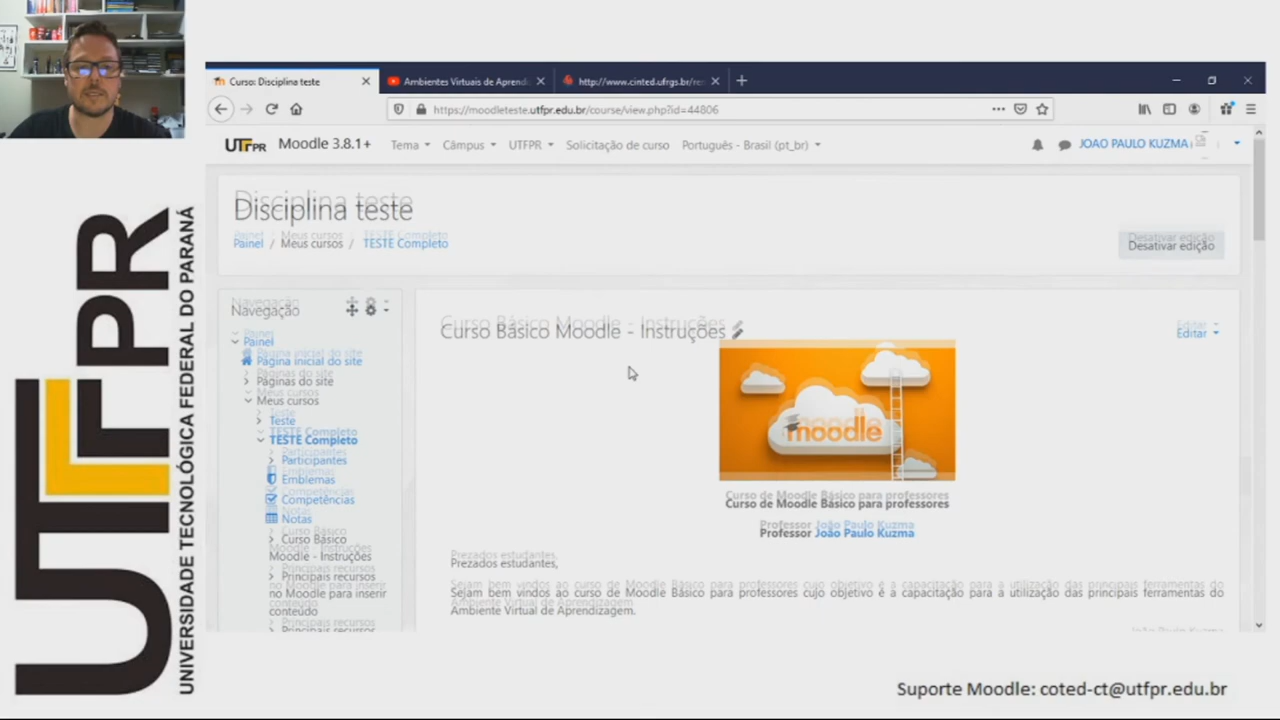 Curso: Disciplina teste
Ambientes Virtuais de Aprendi
http://www.cinted.ufrgs.br/re
https://moodleteste.utfpr.edu.br/course/view.php?id=44806
UTFPR Moodle 3.8.1+ Tema Câmpus UTFPR Solicitação de curso Português - Brasil (pt_br) JOAO PAULO KUZMA
Disciplina teste
Painel / Meus cursos / TESTE Completo
Desativar edição
Navegação
Painel
Página inicial do site
Páginas do site
Meus cursos
Teste
TESTE Completo
Participantes
Emblemas
Competências
Notas
Curso Básico
Moodle - Instruções
Principais recursos
no Moodle para inserir
conteúdo
Principais recursos
Curso Básico Moodle - Instruções
Editar
moodle
Curso de Moodle Básico para professores
Professor João Paulo Kuzma
Prezados estudantes,
Sejam bem vindos ao curso de Moodle Básico para professores cujo objetivo é a capacitação para a utilização das principais ferramentas do
Ambiente Virtual de Aprendizagem.
João Paulo Kuzma
UTFPR
UNIVERSIDADE TECNOLÓGICA FEDERAL DO PARANÁ
Suporte Moodle: coted-ct@utfpr.edu.br